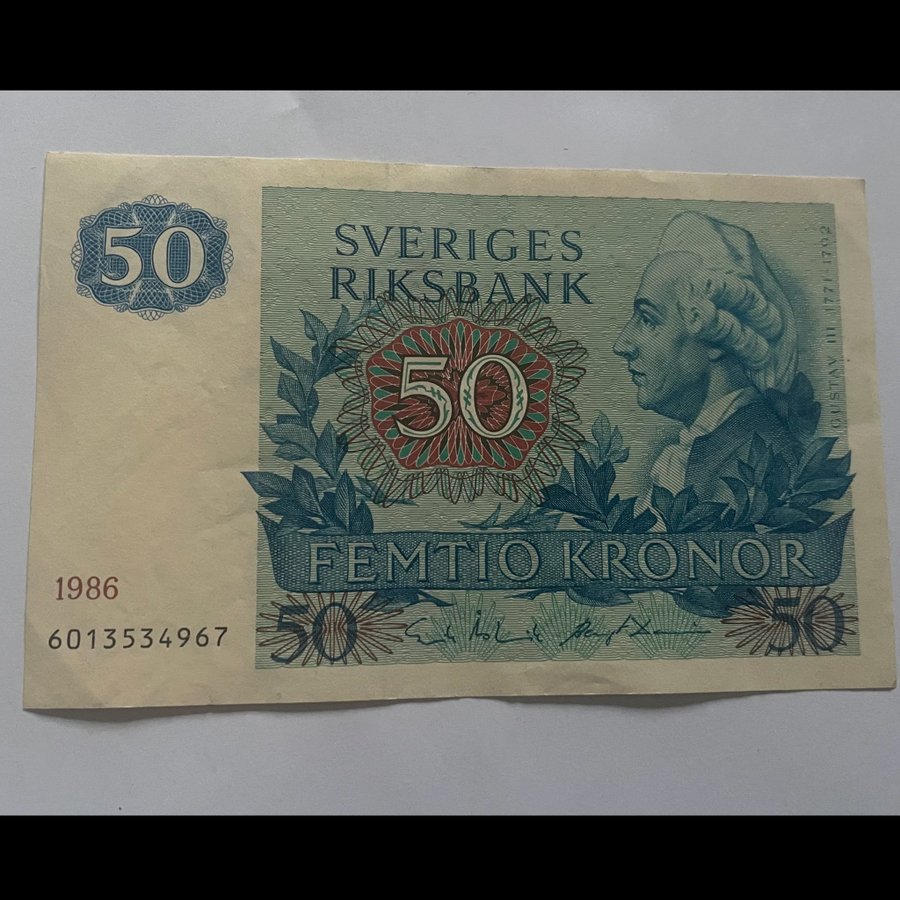 50
SVERIGES
RIKSBANK
50
GUSTAV III 1771-1792
FEMTIO KRONOR
1986
6013534967
50
50